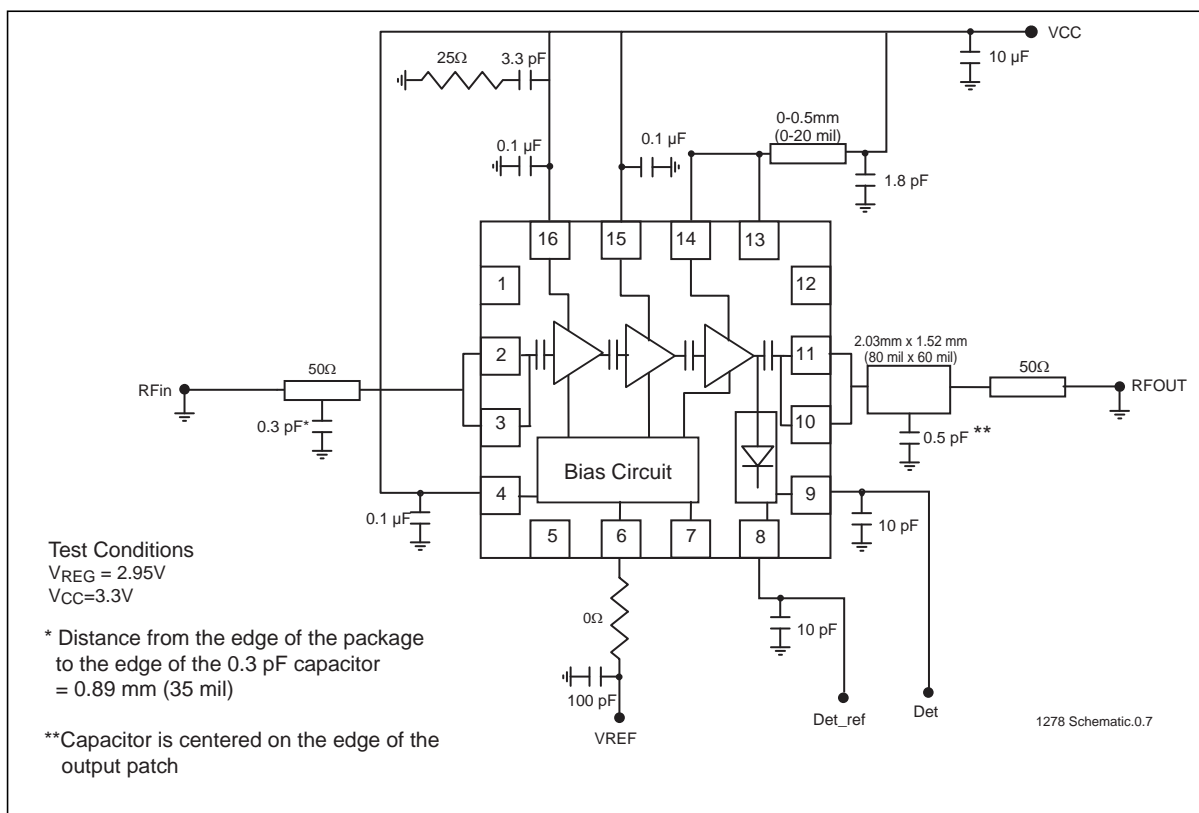 VCC
25Ω
3.3 pF
10 µF
0-0.5mm
(0-20 mil)
0.1 µF
0.1 µF
1.8 pF
16
15
14
13
1
12
2
11
2.03mm x 1.52 mm
(80 mil x 60 mil)
50Ω
50Ω
RFin
RFOUT
0.3 pF*
3
10
0.5 pF **
Bias Circuit
4
9
0.1 µF
10 pF
5
6
7
8
Test Conditions
VREG = 2.95V
VCC=3.3V
0Ω
10 pF
* Distance from the edge of the package
to the edge of the 0.3 pF capacitor
= 0.89 mm (35 mil)
100 pF
Det_ref
Det
1278 Schematic.0.7
VREF
**Capacitor is centered on the edge of the
output patch